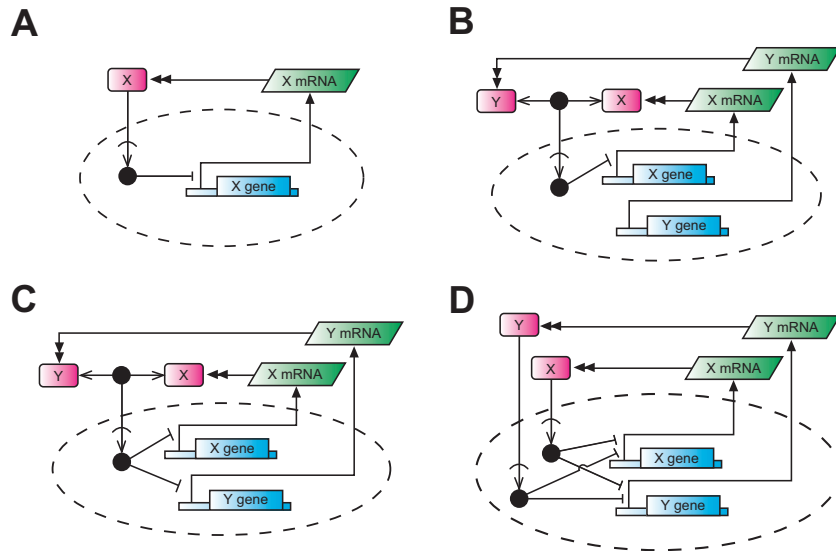 A
X
X mRNA
X gene
B
Y mRNA
Y
X
X mRNA
X gene
Y gene
C
Y mRNA
Y
X
X mRNA
X gene
Y gene
D
Y
Y mRNA
X
X mRNA
X gene
Y gene